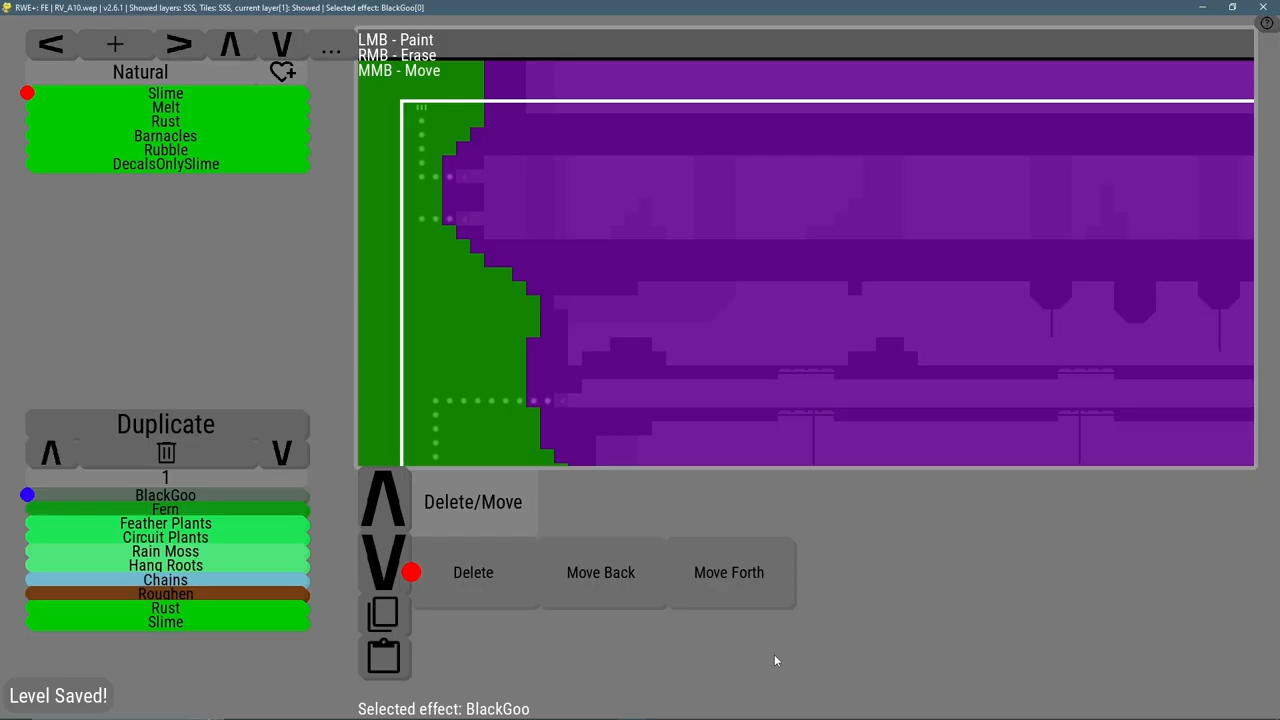 RWE+: FE | RV_A10.wep | v2.6.1 | Showed layers: SSS, Tiles: SSS, current layer[1]: Showed | Selected effect: BlackGoo[0]
< + > Λ V ...
LMB - Paint
RMB - Erase
MMB - Move
Natural
Slime
Melt
Rust
Barnacles
Rubble
DecalsOnlySlime
Duplicate
Λ V
1
BlackGoo
Fern
Feather Plants
Circuit Plants
Rain Moss
Hang Roots
Chains
Roughen
Rust
Slime
Λ
Delete/Move
V
Delete
Move Back
Move Forth
Level Saved!
Selected effect: BlackGoo